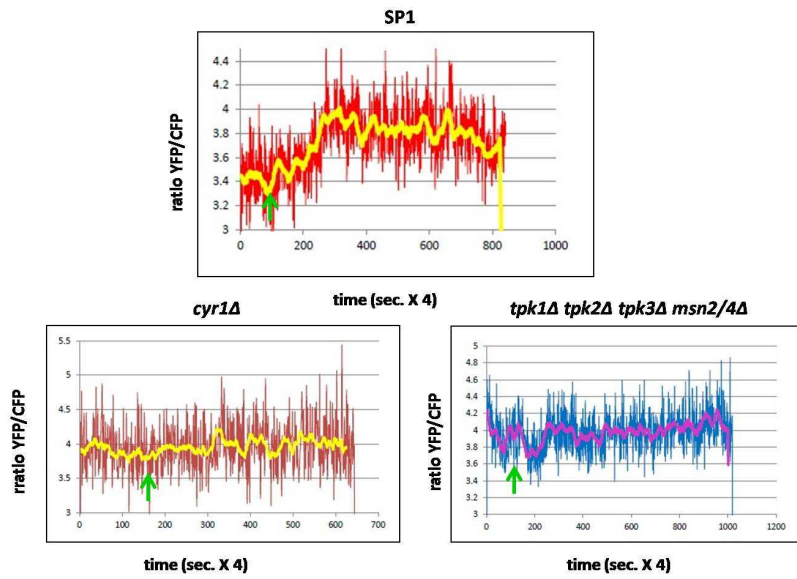 SP1
4.4
4.2
4
3.8
3.6
3.4
3.2
3
0 200 400 600 800 1000
ratio YFP/CFP
time (sec. X 4)
cyr1Δ
5.5
5
4.5
4
3.5
3
0 100 200 300 400 500 600 700
rratio YFP/CFP
time (sec. X 4)
tpk1Δ tpk2Δ tpk3Δ msn2/4Δ
5
4.8
4.6
4.4
4.2
4
3.8
3.6
3.4
3.2
3
0 200 400 600 800 1000 1200
ratio YFP/CFP
time (sec. X 4)